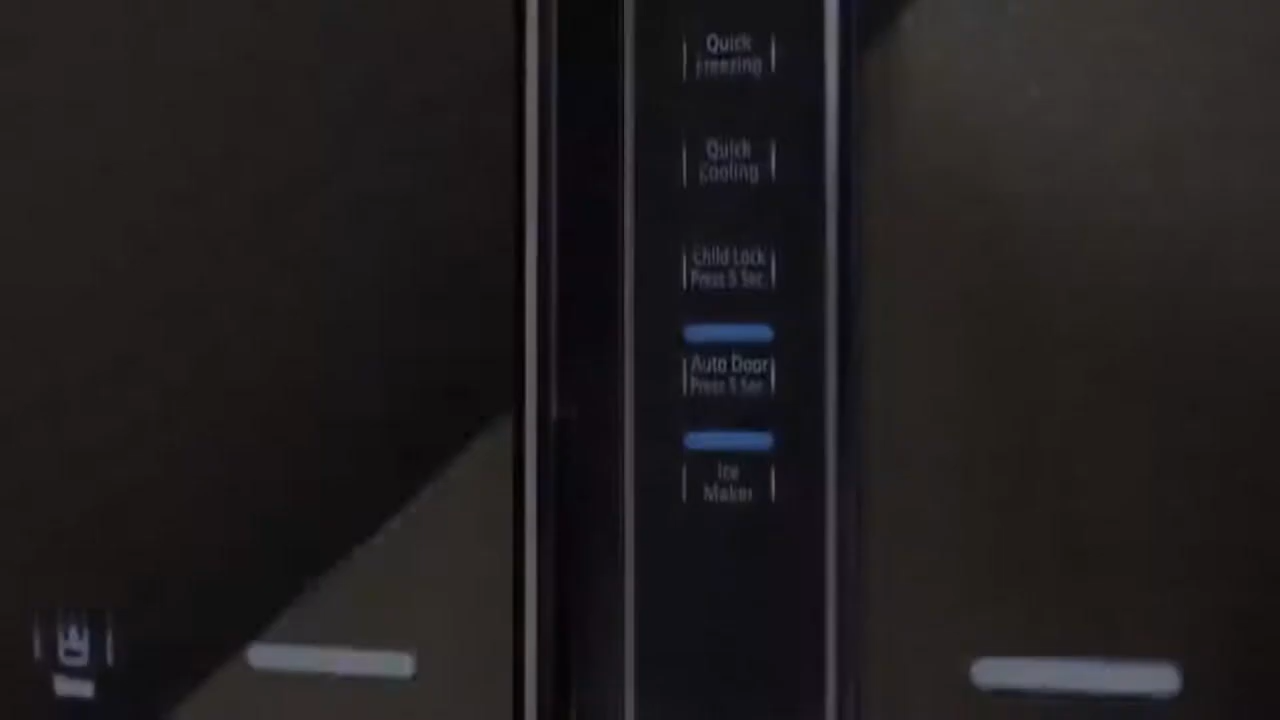 Quick
Freezing
Quick
Cooling
Child Lock
Press 5 Sec.
Auto Door
Press 5 Sec.
Ice
Maker